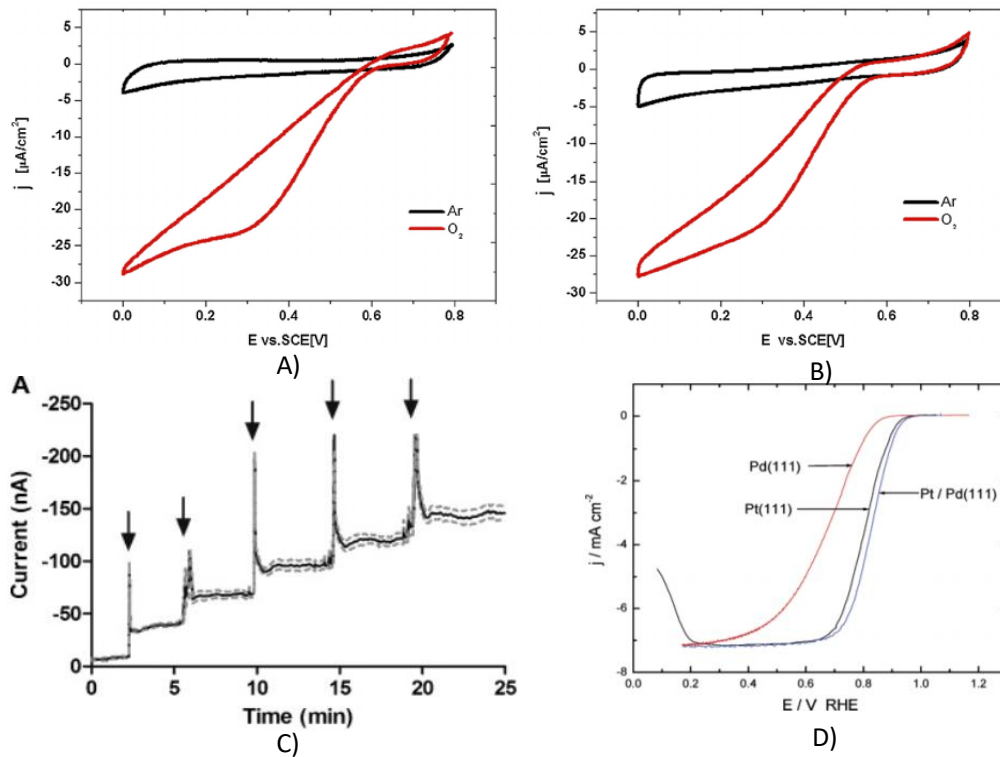 5
0
-5
-10
-15
-20
-25
-30
j [µA/cm²]
Ar
O₂
0.0 0.2 0.4 0.6 0.8
E vs.SCE[V]
A)
5
0
-5
-10
-15
-20
-25
-30
j [µA/cm²]
Ar
O₂
0.0 0.2 0.4 0.6 0.8
E vs.SCE[V]
B)
A
-250
-200
-150
-100
-50
0
Current (nA)
0 5 10 15 20 25
Time (min)
C)
0
-2
-4
-6
-8
j / mA cm⁻²
Pd(111)
Pt(111)
Pt / Pd(111)
0.0 0.2 0.4 0.6 0.8 1.0 1.2
E / V RHE
D)